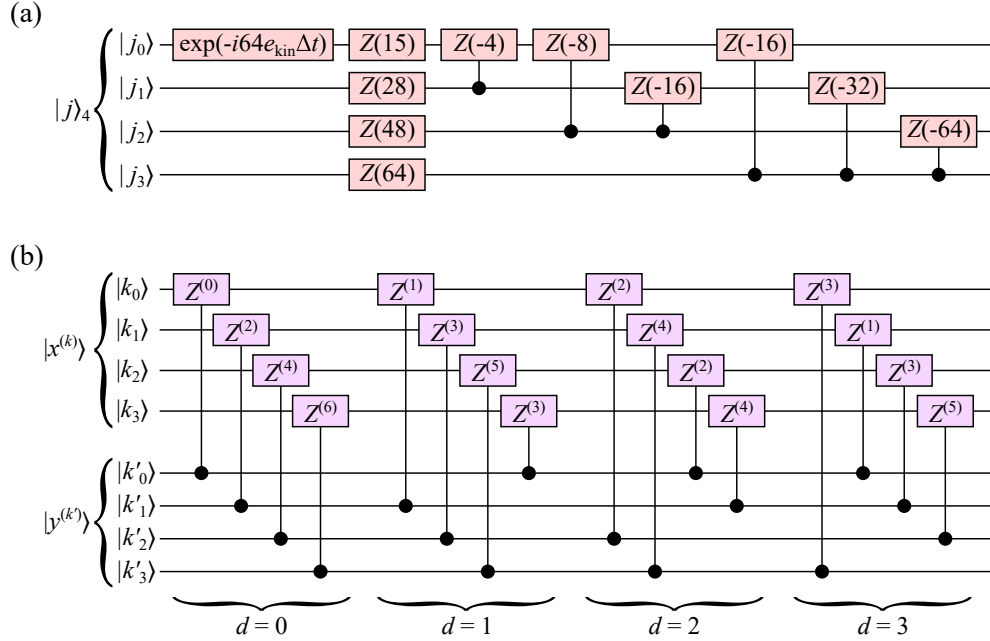 (a)
|j⟩₄
|j₀⟩ exp(-i64e_kinΔt) Z(15) Z(-4) Z(-8) Z(-16)
|j₁⟩ Z(28) Z(-16) Z(-32)
|j₂⟩ Z(48) Z(-64)
|j₃⟩ Z(64)
(b)
|x⁽ᵏ⁾⟩
|k₀⟩ Z⁽⁰⁾ Z⁽¹⁾ Z⁽²⁾ Z⁽³⁾
|k₁⟩ Z⁽²⁾ Z⁽³⁾ Z⁽⁴⁾ Z⁽¹⁾
|k₂⟩ Z⁽⁴⁾ Z⁽⁵⁾ Z⁽²⁾ Z⁽³⁾
|k₃⟩ Z⁽⁶⁾ Z⁽³⁾ Z⁽⁴⁾ Z⁽⁵⁾
|y⁽ᵏ'⁾⟩
|k'₀⟩
|k'₁⟩
|k'₂⟩
|k'₃⟩
d = 0 d = 1 d = 2 d = 3